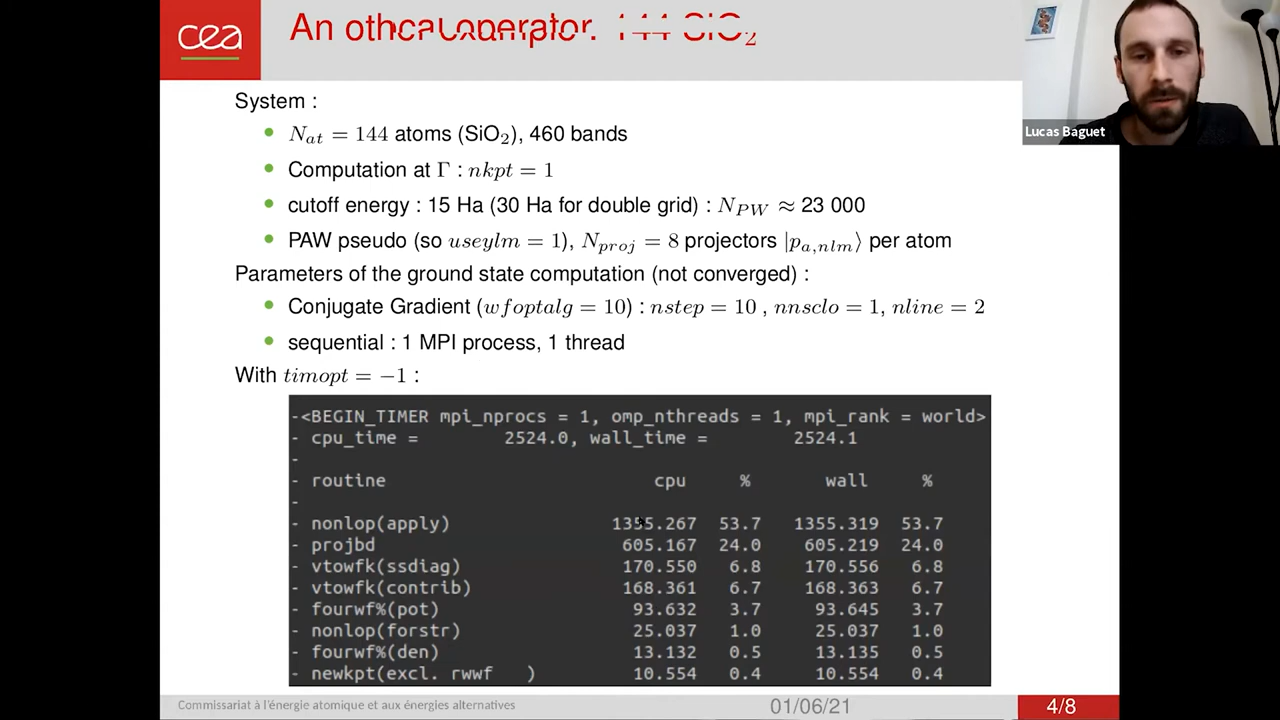 cea
Lucas Baguet
System :
N_at = 144 atoms (SiO₂), 460 bands
Computation at Γ : nkpt = 1
cutoff energy : 15 Ha (30 Ha for double grid) : N_PW ≈ 23 000
PAW pseudo (so useylm = 1), N_proj = 8 projectors |p_a,nlm⟩ per atom
Parameters of the ground state computation (not converged) :
Conjugate Gradient (wfoptalg = 10) : nstep = 10 , nnsclo = 1, nline = 2
sequential : 1 MPI process, 1 thread
With timopt = −1 :
-<BEGIN_TIMER mpi_nprocs = 1, omp_nthreads = 1, mpi_rank = world>
- cpu_time = 2524.0, wall_time = 2524.1
-
- routine cpu % wall %
-
- nonlop(apply) 1355.267 53.7 1355.319 53.7
- projbd 605.167 24.0 605.219 24.0
- vtowfk(ssdiag) 170.550 6.8 170.556 6.8
- vtowfk(contrib) 168.361 6.7 168.363 6.7
- fourwf%(pot) 93.632 3.7 93.645 3.7
- nonlop(forstr) 25.037 1.0 25.037 1.0
- fourwf%(den) 13.132 0.5 13.135 0.5
- newkpt(excl. rwwf ) 10.554 0.4 10.554 0.4
Commissariat à l'énergie atomique et aux énergies alternatives
01/06/21
4/8